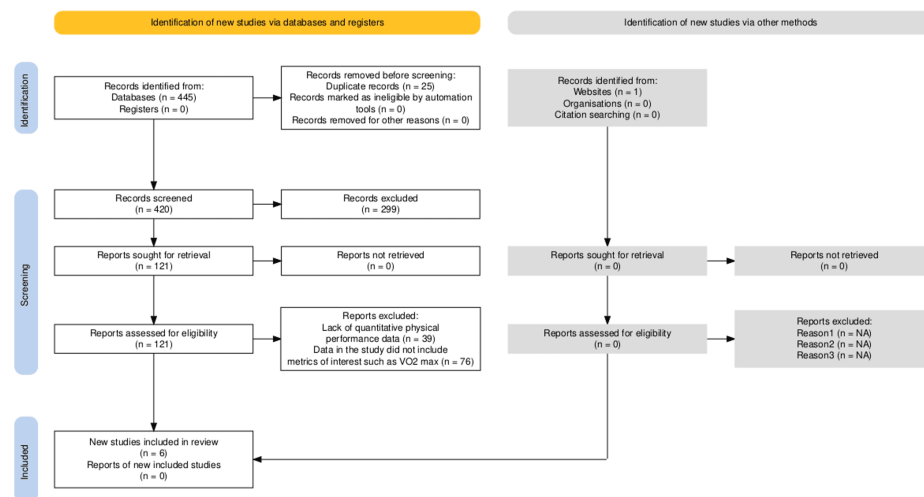 Identification of new studies via databases and registers
Identification of new studies via other methods
Identification
Records identified from:
Databases (n = 445)
Registers (n = 0)
Records removed before screening:
Duplicate records (n = 25)
Records marked as ineligible by automation
tools (n = 0)
Records removed for other reasons (n = 0)
Records identified from:
Websites (n = 1)
Organisations (n = 0)
Citation searching (n = 0)
Screening
Records screened
(n = 420)
Records excluded
(n = 299)
Reports sought for retrieval
(n = 121)
Reports not retrieved
(n = 0)
Reports sought for retrieval
(n = 0)
Reports not retrieved
(n = 0)
Reports assessed for eligibility
(n = 121)
Reports excluded:
Lack of quantitative physical
performance data (n = 39)
Data in the study did not include
metrics of interest such as VO2 max (n = 76)
Reports assessed for eligibility
(n = 0)
Reports excluded:
Reason1 (n = NA)
Reason2 (n = NA)
Reason3 (n = NA)
Included
New studies included in review
(n = 6)
Reports of new included studies
(n = 0)